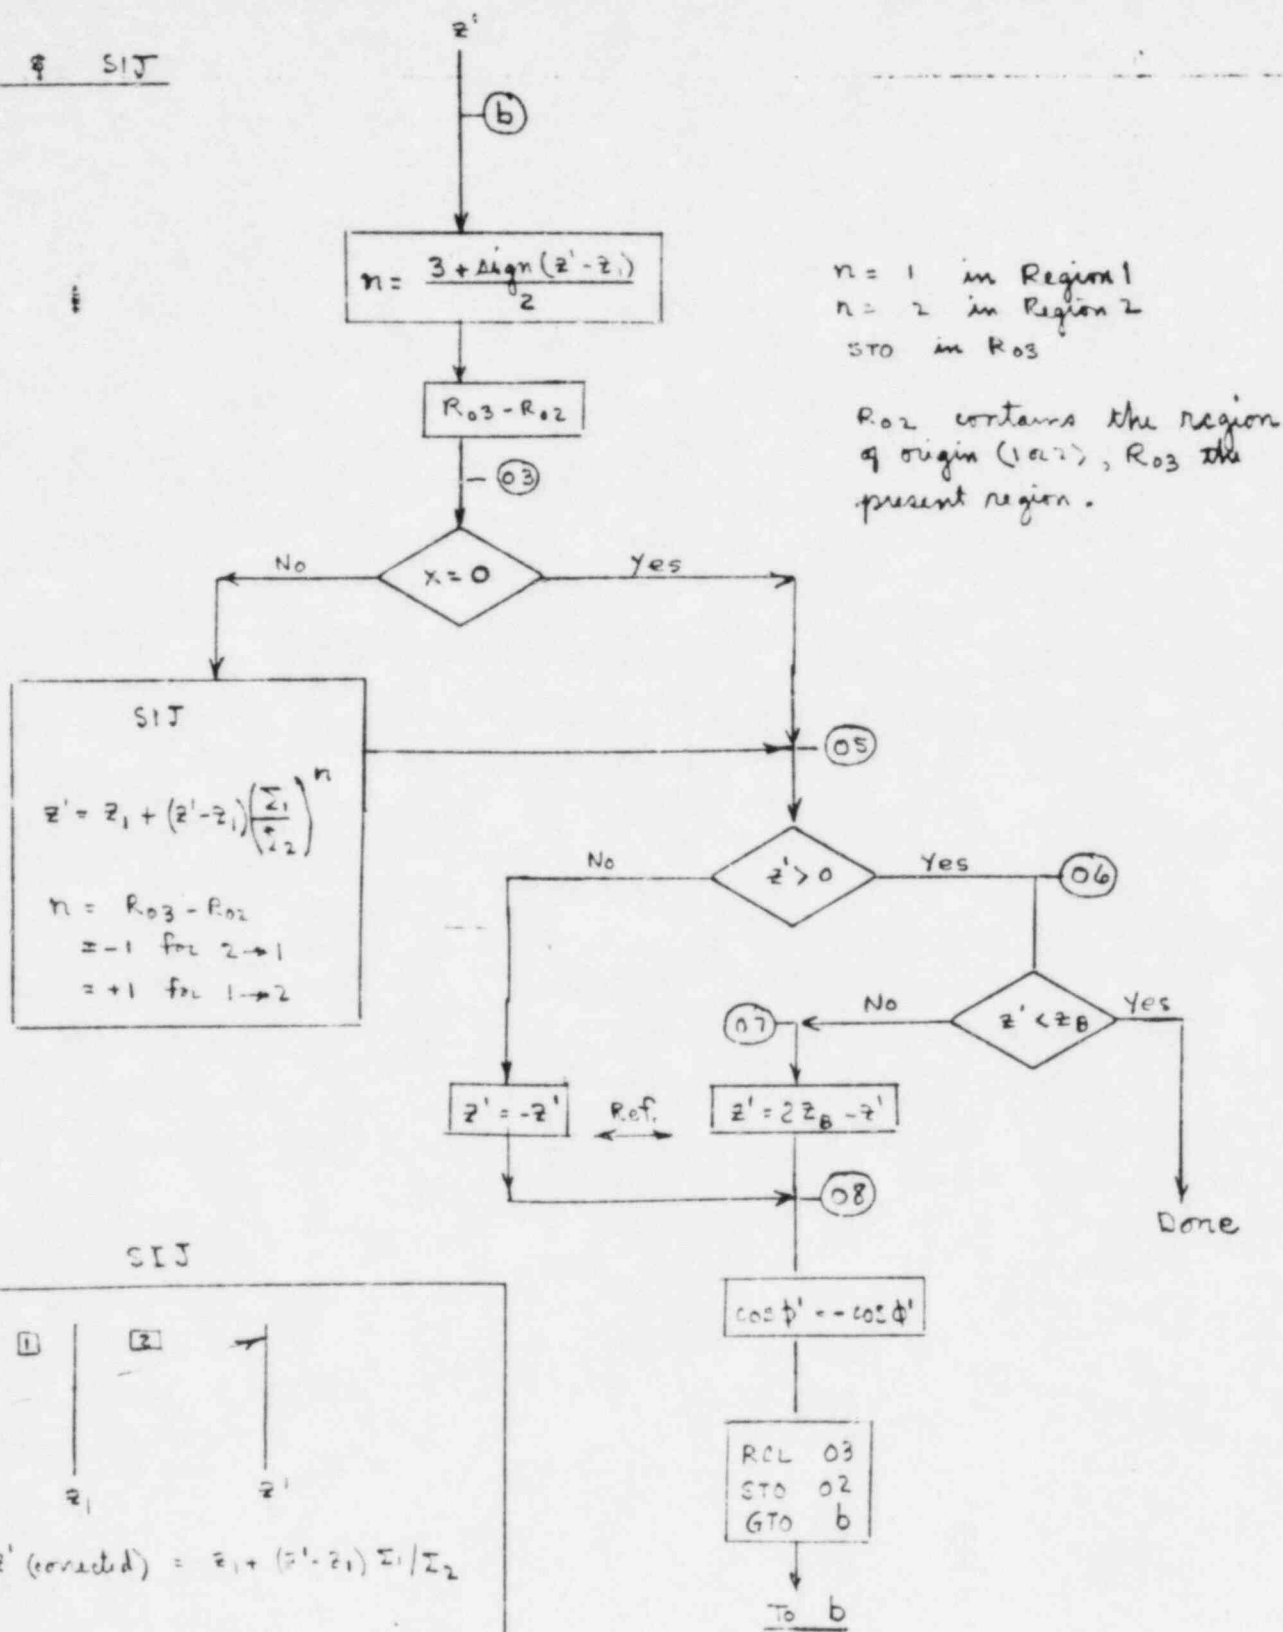 SIJ
z'
b
n = (3 + sign (z' - z₁)) / 2
n = 1 in Region 1
n = 2 in Region 2
STO in R03
R03 - R02
R02 contains the region
of origin (1 or 2), R03 the
present region.
03
No
x = 0
Yes
SIJ
z' = z₁ + (z' - z₁) (Σ₁/Σ₂)ⁿ
n = R03 - R02
= -1 for 2 → 1
= +1 for 1 → 2
05
No
z' > 0
Yes
06
07
No
z' < z_B
Yes
z' = -z'
Ref.
z' = 2 z_B - z'
08
Done
SIJ
cos φ' = - cos φ'
1 2
z₁ z'
RCL 03
STO 02
GTO b
z' (corrected) = z₁ + (z' - z₁) Σ₁/Σ₂
To b